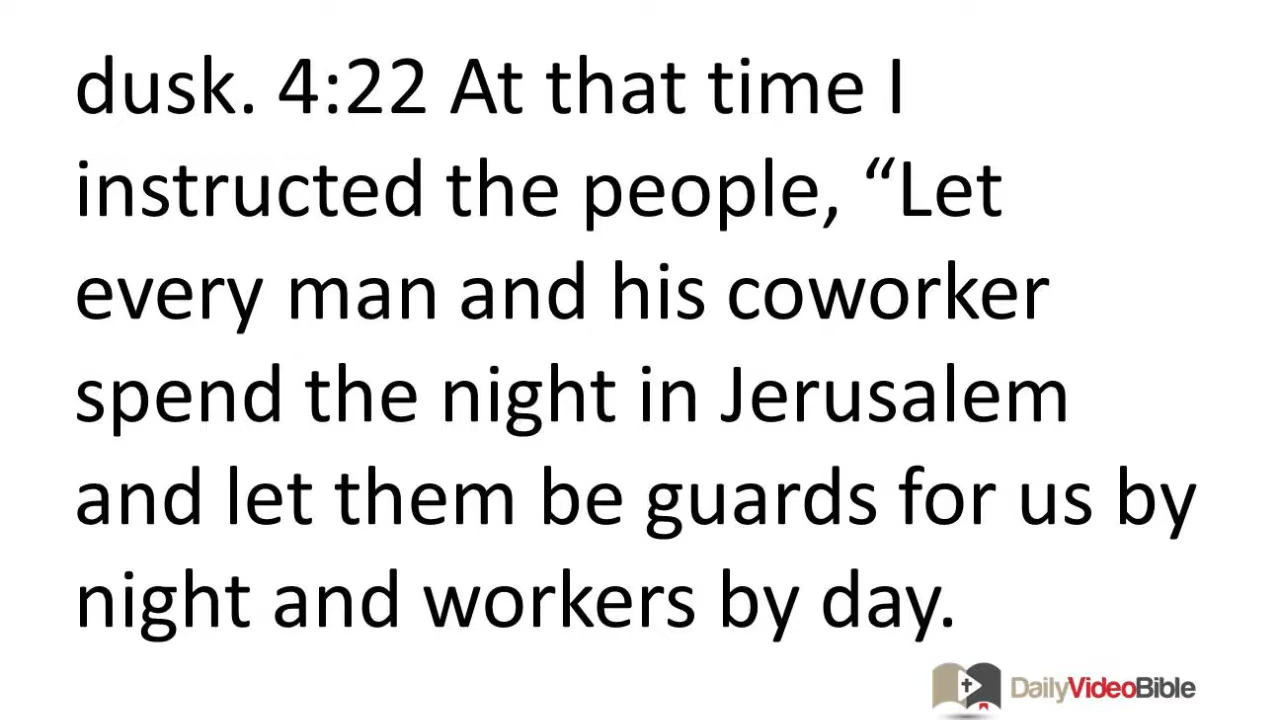 dusk. 4:22 At that time I
instructed the people, “Let
every man and his coworker
spend the night in Jerusalem
and let them be guards for us by
night and workers by day.
DailyVideoBible